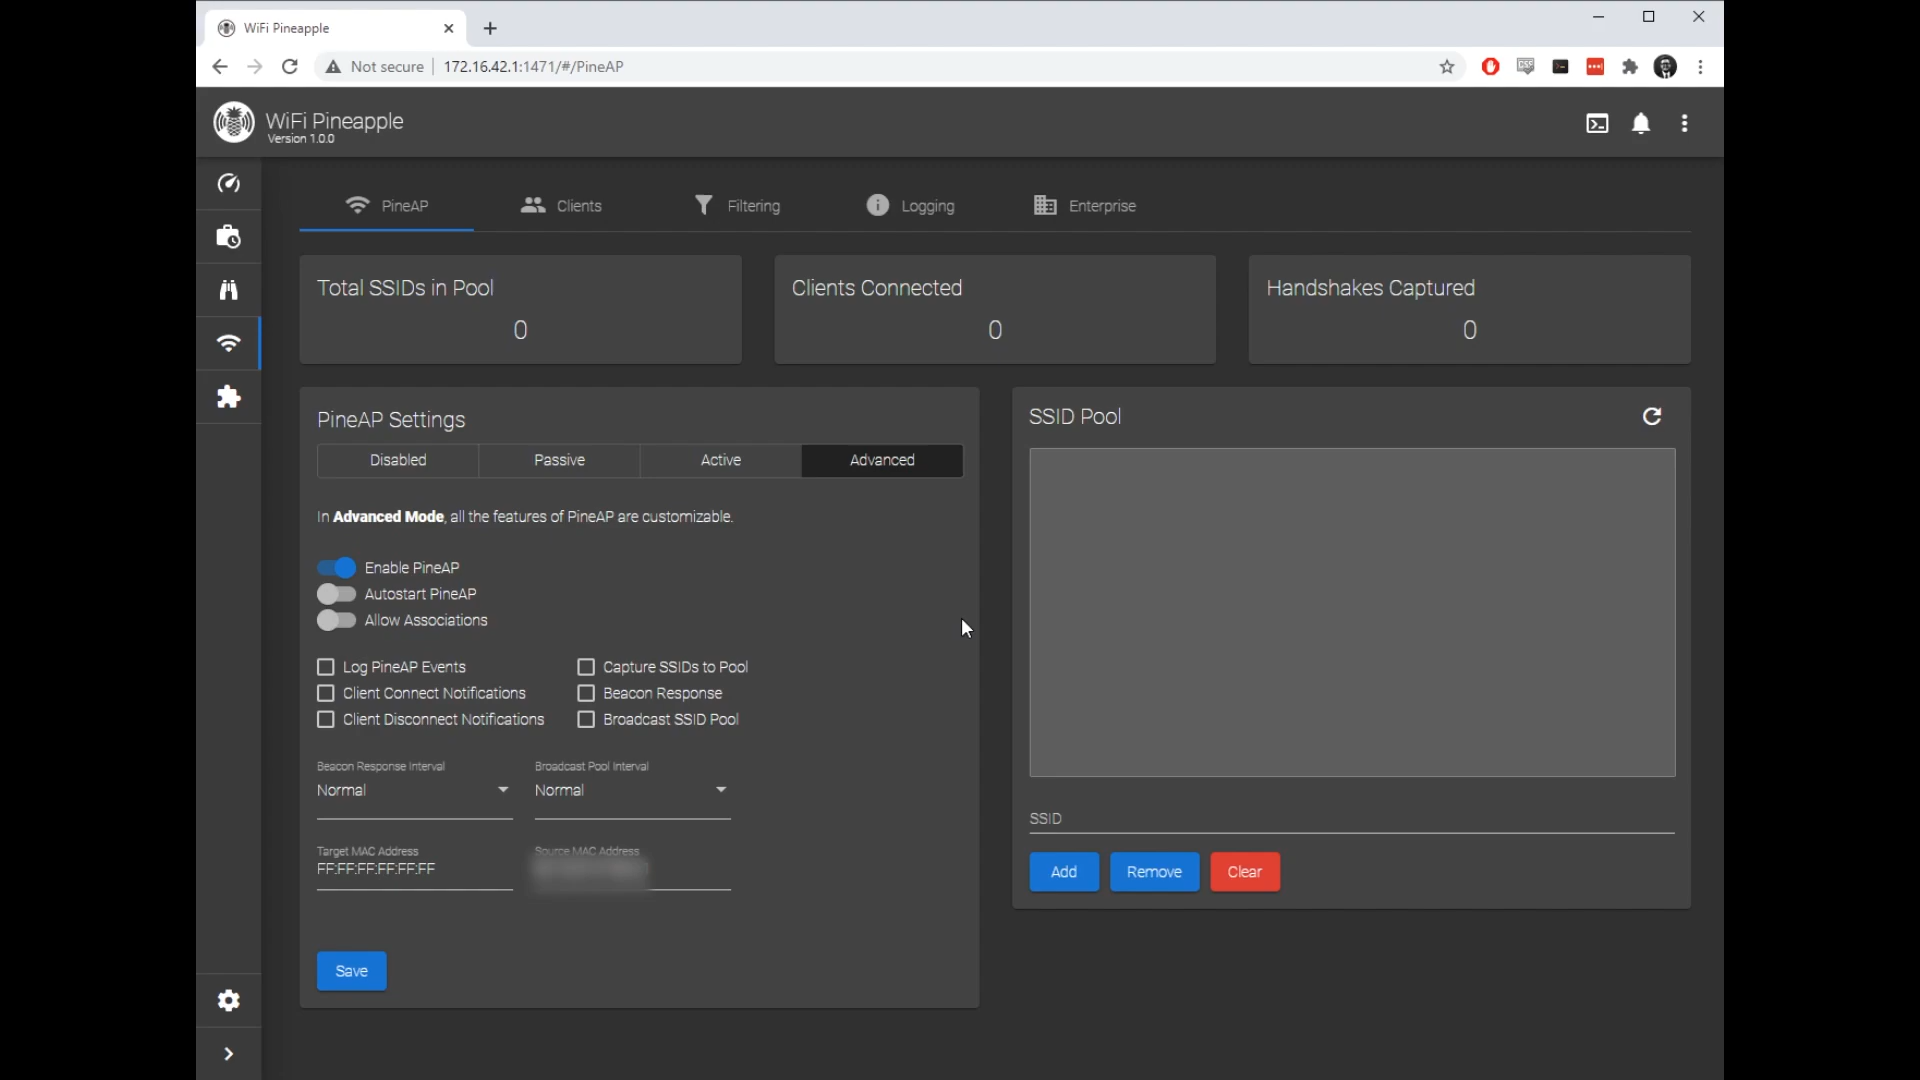 WiFi Pineapple
Not secure
172.16.42.1:1471/#/PineAP
WiFi Pineapple
Version 1.0.0
PineAP
Clients
Filtering
Logging
Enterprise
Total SSIDs in Pool
0
Clients Connected
0
Handshakes Captured
0
PineAP Settings
Disabled
Passive
Active
Advanced
In Advanced Mode, all the features of PineAP are customizable.
Enable PineAP
Autostart PineAP
Allow Associations
Log PineAP Events
Client Connect Notifications
Client Disconnect Notifications
Capture SSIDs to Pool
Beacon Response
Broadcast SSID Pool
Beacon Response Interval
Normal
Broadcast Pool Interval
Normal
Target MAC Address
FF:FF:FF:FF:FF:FF
Source MAC Address
Save
SSID Pool
SSID
Add
Remove
Clear